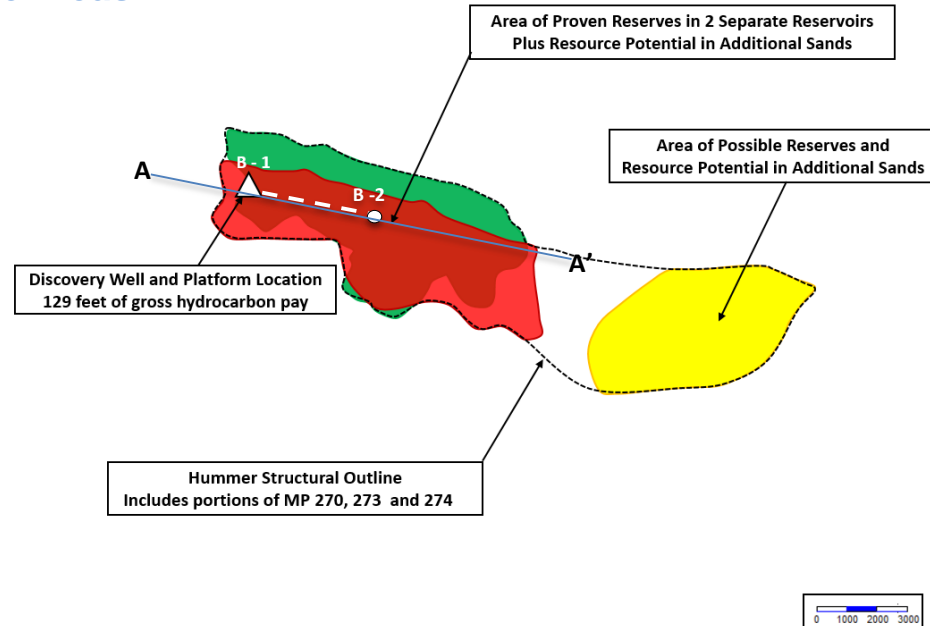 Area of Proven Reserves in 2 Separate Reservoirs
Plus Resource Potential in Additional Sands
Area of Possible Reserves and
Resource Potential in Additional Sands
A
B - 1
B -2
A'
Discovery Well and Platform Location
129 feet of gross hydrocarbon pay
Hummer Structural Outline
Includes portions of MP 270, 273 and 274
0 1000 2000 3000